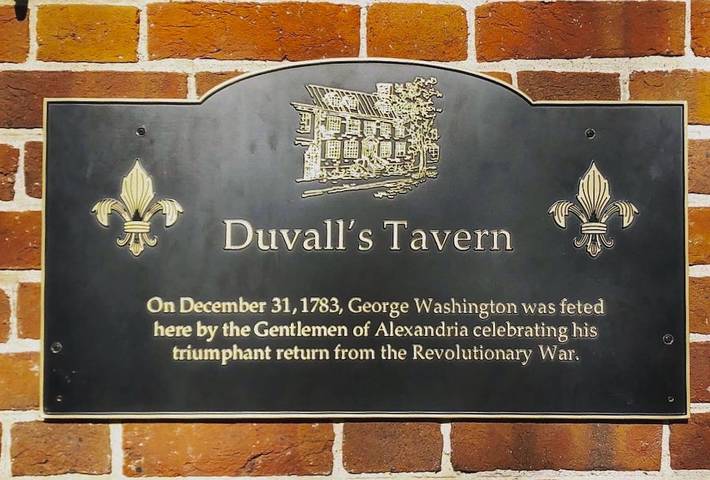 Duvall's Tavern
On December 31, 1783, George Washington was feted
here by the Gentlemen of Alexandria celebrating his
triumphant return from the Revolutionary War.